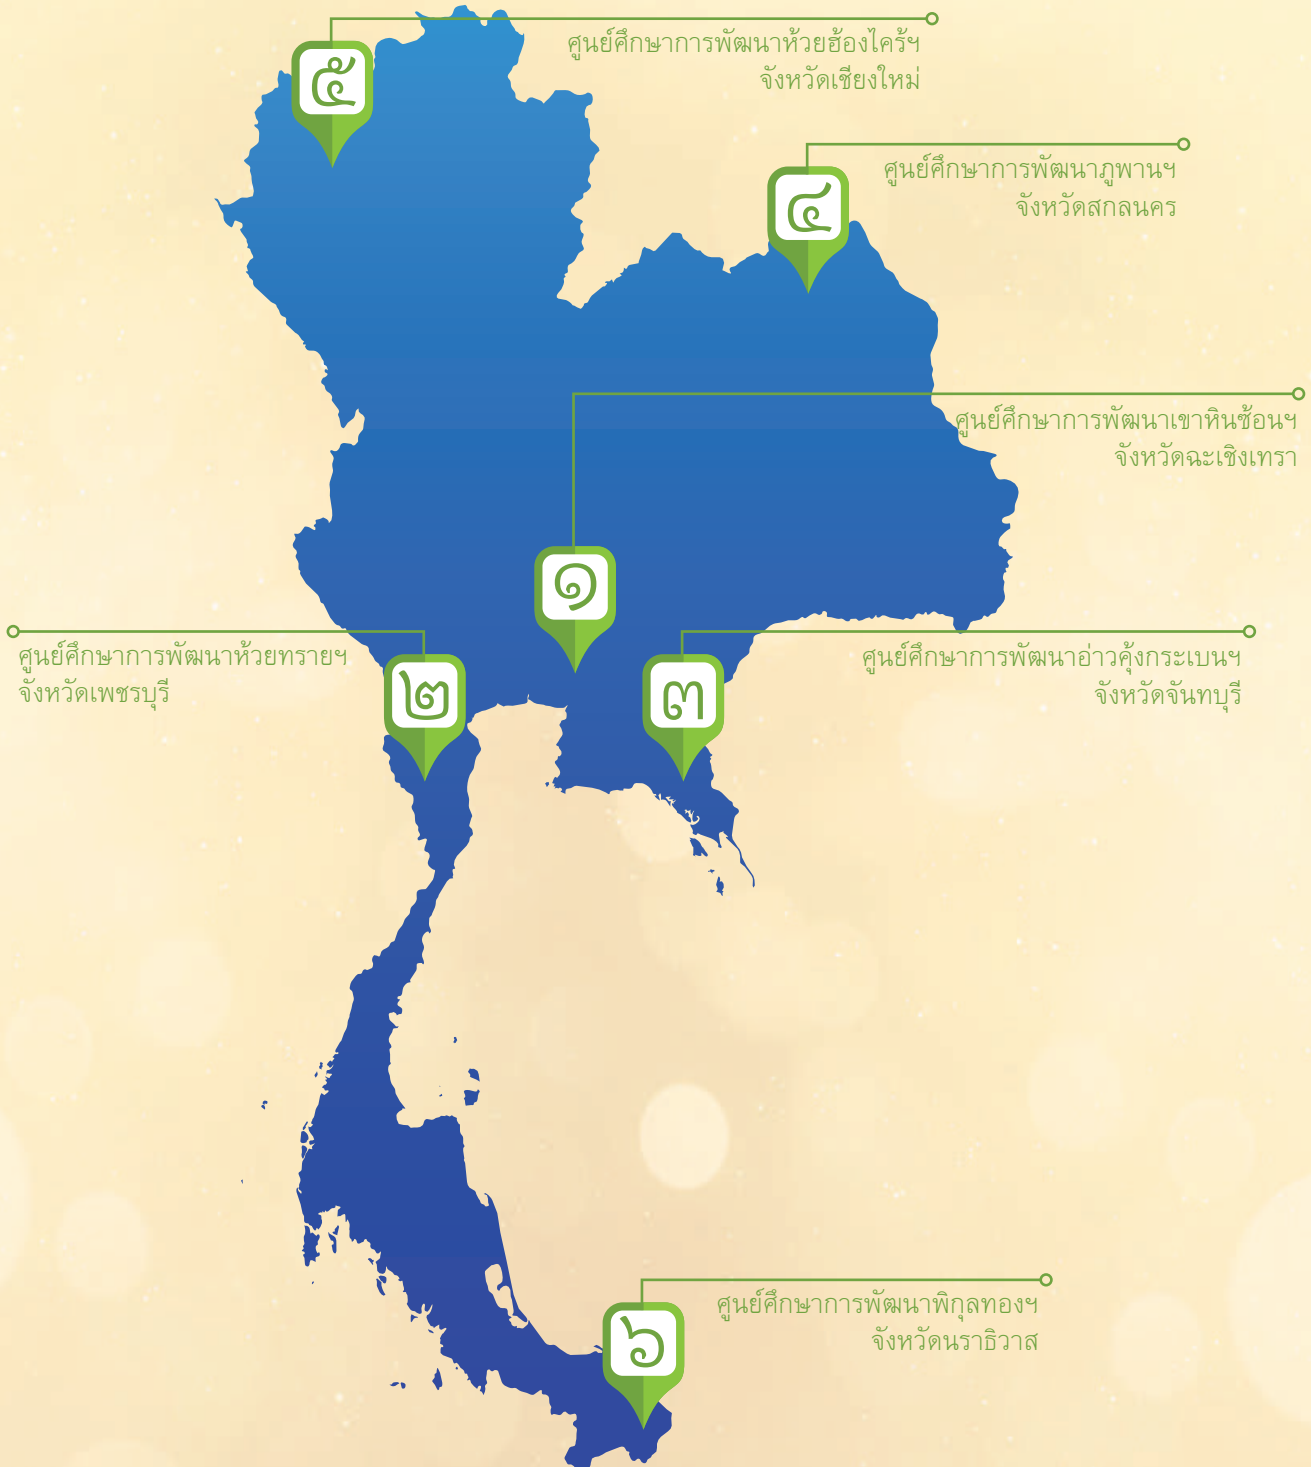 ๕
ศูนย์ศึกษาการพัฒนาห้วยฮ้องไคร้ฯ
จังหวัดเชียงใหม่
๔
ศูนย์ศึกษาการพัฒนาภูพานฯ
จังหวัดสกลนคร
ศูนย์ศึกษาการพัฒนาเขาหินซ้อนฯ
จังหวัดฉะเชิงเทรา
๑
ศูนย์ศึกษาการพัฒนาห้วยทรายฯ
จังหวัดเพชรบุรี
๒
๓
ศูนย์ศึกษาการพัฒนาอ่าวคุ้งกระเบนฯ
จังหวัดจันทบุรี
ศูนย์ศึกษาการพัฒนาพิกุลทองฯ
จังหวัดนราธิวาส
๖